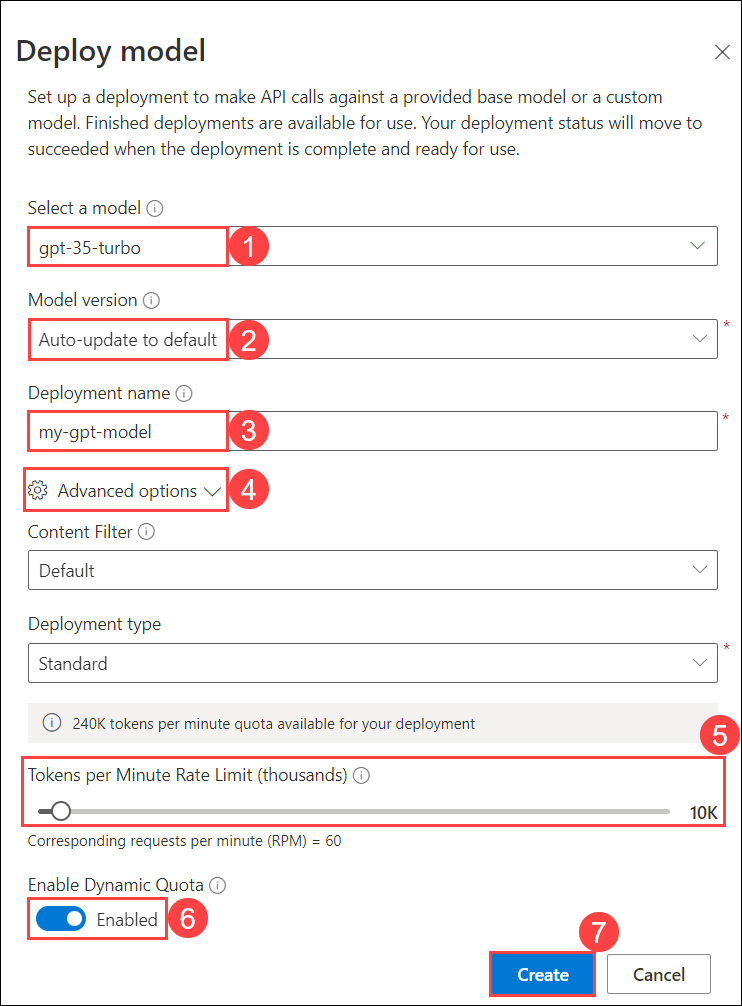 Deploy model
Set up a deployment to make API calls against a provided base model or a custom
model. Finished deployments are available for use. Your deployment status will move to
succeeded when the deployment is complete and ready for use.
Select a model
gpt-35-turbo 1
Model version
Auto-update to default 2 *
Deployment name
my-gpt-model 3 *
Advanced options 4
Content Filter
Default
Deployment type
Standard *
240K tokens per minute quota available for your deployment
5
Tokens per Minute Rate Limit (thousands)
10K
Corresponding requests per minute (RPM) = 60
Enable Dynamic Quota
Enabled 6
7
Create Cancel